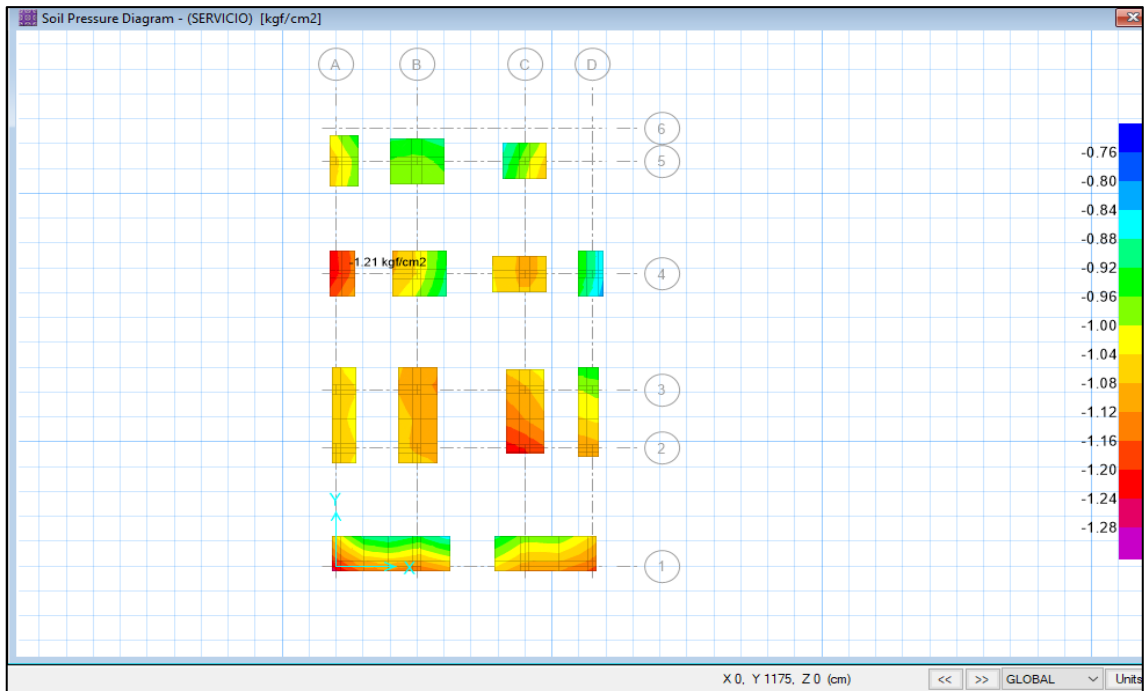 Soil Pressure Diagram - (SERVICIO) [kgf/cm2]
A B C D
6
5
-1.21 kgf/cm2
4
3
2
Y
X
1
-0.76
-0.80
-0.84
-0.88
-0.92
-0.96
-1.00
-1.04
-1.08
-1.12
-1.16
-1.20
-1.24
-1.28
X 0, Y 1175, Z 0 (cm)
<< >> GLOBAL Units